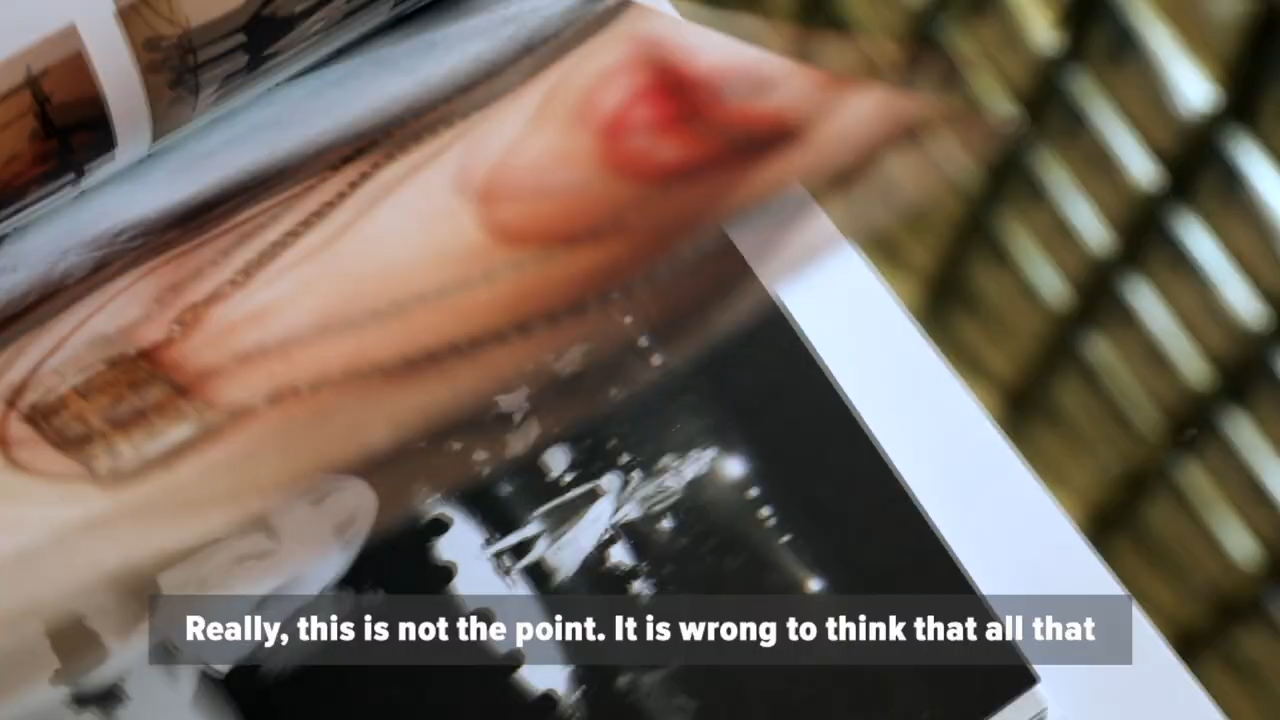 Really, this is not the point. It is wrong to think that all that